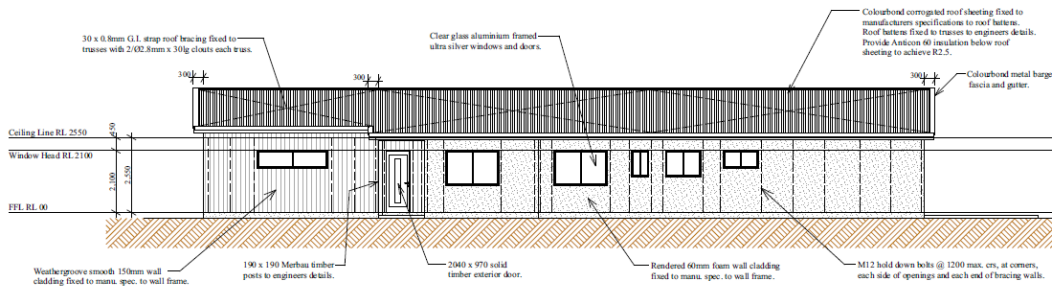 30 x 0.8mm G.I. strap roof bracing fixed to
trusses with 2/Ø2.8mm x 30lg clouts each truss.
Clear glass aluminium framed
ultra silver windows and doors.
Colourbond corrogated roof sheeting fixed to
manufacturers specifications to roof battens.
Roof battens fixed to trusses to engineers details.
Provide Anticon 60 insulation below roof
sheeting to achieve R2.5.
300
300
300
Colourbond metal barge
fascia and gutter.
Ceiling Line RL 2550
Window Head RL 2100
FFL RL 00
2,100
2,550
Weathergroove smooth 150mm wall
cladding fixed to manu. spec. to wall frame.
190 x 190 Merbau timber
posts to engineers details.
2040 x 970 solid
timber exterior door.
Rendered 60mm foam wall cladding
fixed to manu. spec. to wall frame.
M12 hold down bolts @ 1200 max. crs, at corners,
each side of openings and each end of bracing walls.